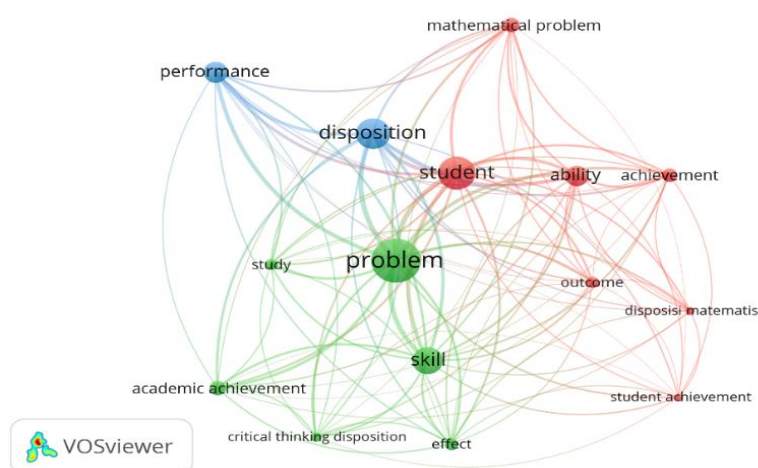 mathematical problem
performance
disposition
student
ability
achievement
problem
study
outcome
disposisi matematis
skill
academic achievement
student achievement
critical thinking disposition
effect
VOSviewer